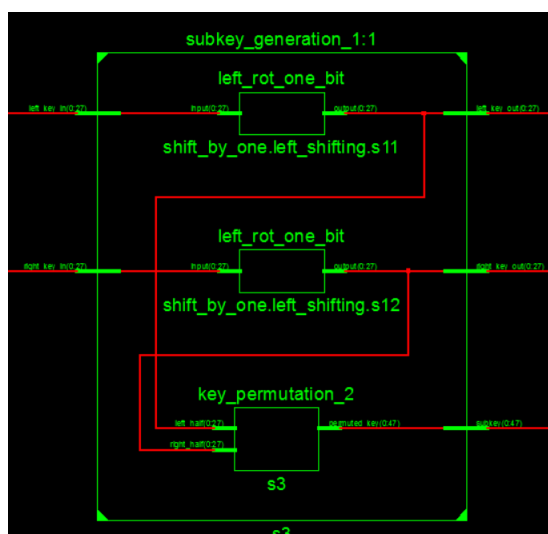 subkey_generation_1:1
left_rot_one_bit
left_key_in(0:27) input(0:27) output(0:27) left_key_out(0:27)
shift_by_one.left_shifting.s11
left_rot_one_bit
right_key_in(0:27) input(0:27) output(0:27) right_key_out(0:27)
shift_by_one.left_shifting.s12
key_permutation_2
left_half(0:27) permuted_key(0:47) subkey(0:47)
right_half(0:27)
s3
s3